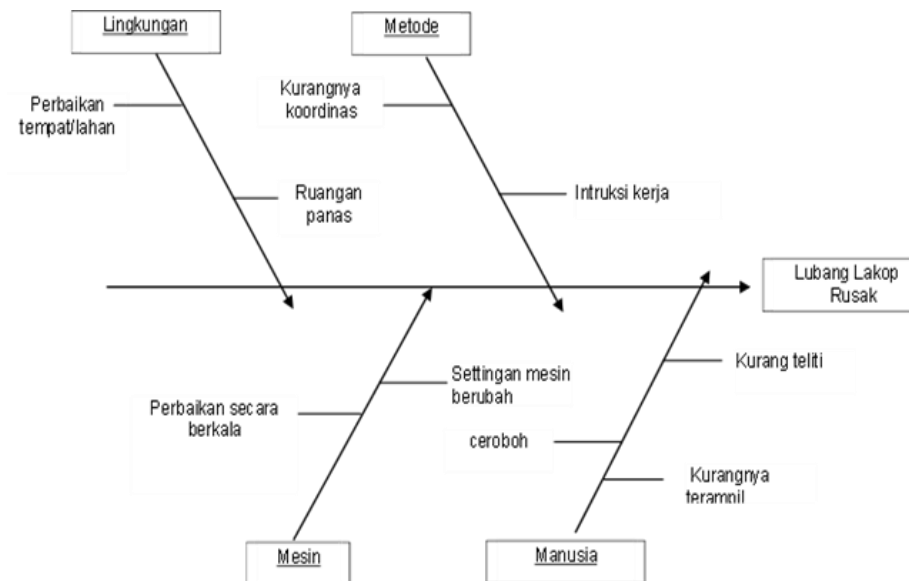 Lingkungan
Metode
Perbaikan
tempat/lahan
Kurangnya
koordinas
Ruangan
panas
Intruksi kerja
Lubang Lakop
Rusak
Settingan mesin
berubah
Kurang teliti
Perbaikan secara
berkala
ceroboh
Kurangnya
terampil
Mesin
Manusia